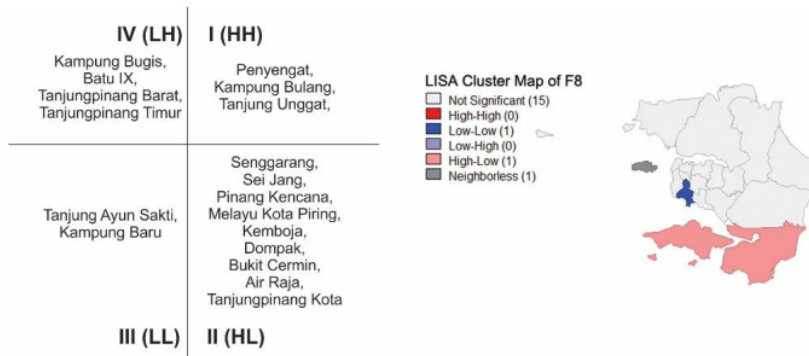 IV (LH)
Kampung Bugis,
Batu IX,
Tanjungpinang Barat,
Tanjungpinang Timur
I (HH)
Penyengat,
Kampung Bulang,
Tanjung Unggat,
Tanjung Ayun Sakti,
Kampung Baru
III (LL)
Senggarang,
Sei Jang,
Pinang Kencana,
Melayu Kota Piring,
Kemboja,
Dompak,
Bukit Cermin,
Air Raja,
Tanjungpinang Kota
II (HL)
LISA Cluster Map of F8
Not Significant (15)
High-High (0)
Low-Low (1)
Low-High (0)
High-Low (1)
Neighborless (1)